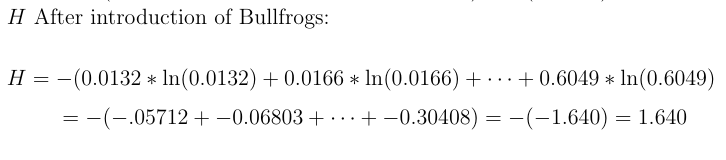 H After introduction of Bullfrogs:
H = −(0.0132 ∗ ln(0.0132) + 0.0166 ∗ ln(0.0166) + ··· + 0.6049 ∗ ln(0.6049)
= −(−.05712 + −0.06803 + ··· + −0.30408) = −(−1.640) = 1.640